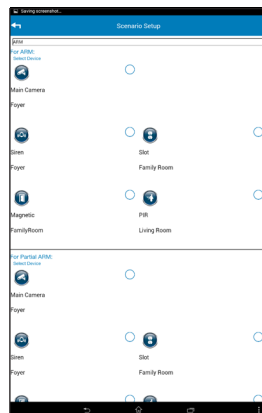 Saving screenshot...
Scenario Setup
ARM
For ARM:
Select Device
Main Camera
Foyer
Siren Slot
Foyer Family Room
Magnetic PIR
FamilyRoom Living Room
For Partial ARM:
Select Device
Main Camera
Foyer
Siren Slot
Foyer Family Room